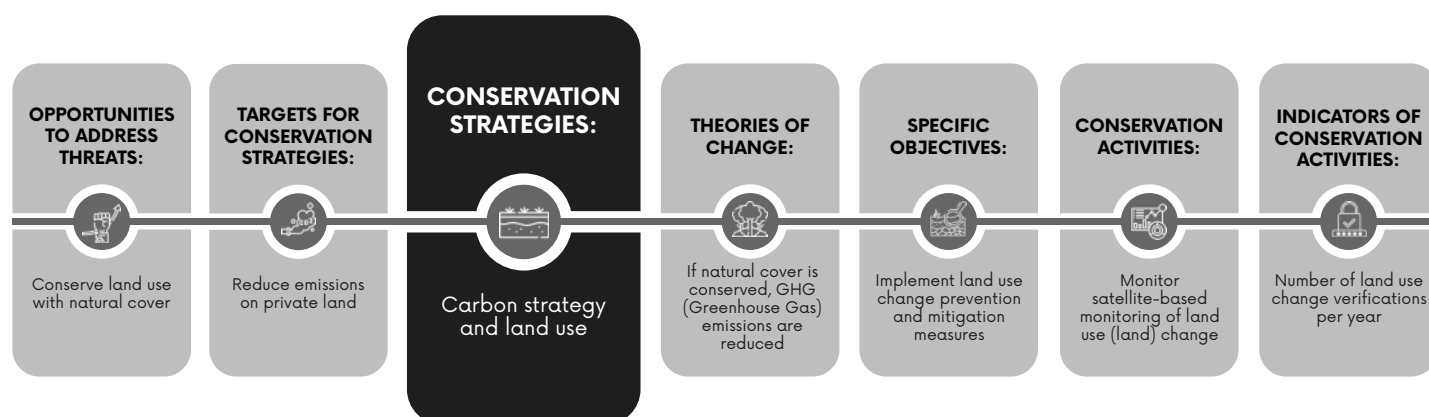 OPPORTUNITIES
TO ADDRESS
THREATS:
Conserve land use
with natural cover
TARGETS FOR
CONSERVATION
STRATEGIES:
Reduce emissions
on private land
CONSERVATION
STRATEGIES:
Carbon strategy
and land use
THEORIES OF
CHANGE:
If natural cover is
conserved, GHG
(Greenhouse Gas)
emissions are
reduced
SPECIFIC
OBJECTIVES:
Implement land use
change prevention
and mitigation
measures
CONSERVATION
ACTIVITIES:
Monitor
satellite-based
monitoring of land
use (land) change
INDICATORS OF
CONSERVATION
ACTIVITIES:
Number of land use
change verifications
per year